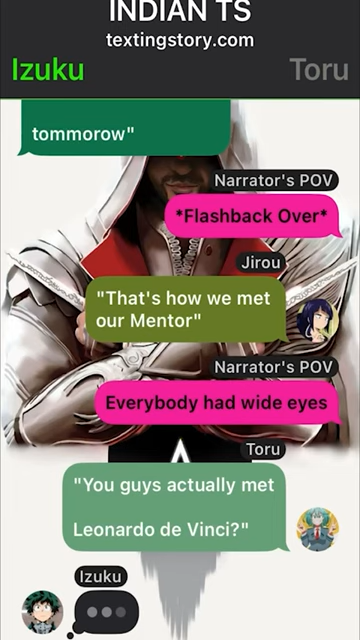 INDIAN TS
textingstory.com
Izuku
Toru
tommorow"
Narrator's POV
*Flashback Over*
Jirou
"That's how we met
our Mentor"
Narrator's POV
Everybody had wide eyes
Toru
"You guys actually met
Leonardo de Vinci?"
Izuku